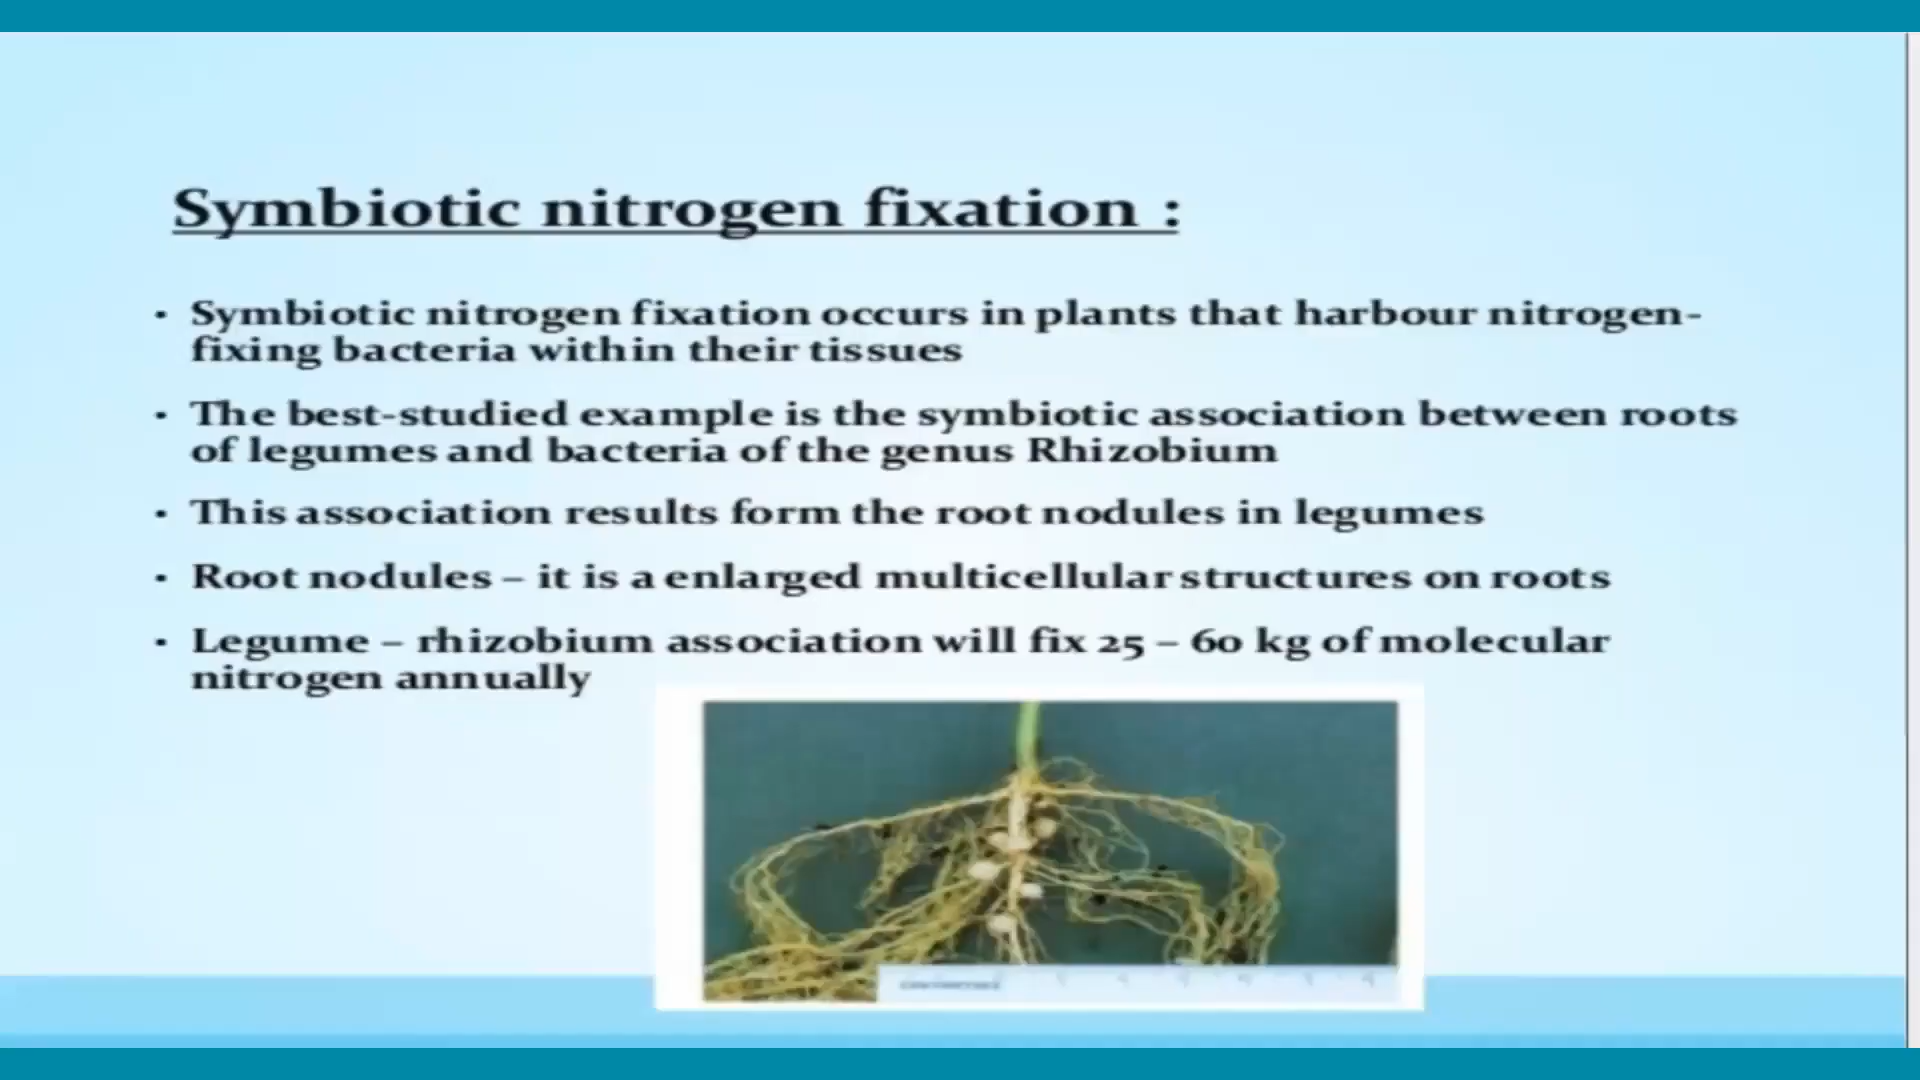 Symbiotic nitrogen fixation :
• Symbiotic nitrogen fixation occurs in plants that harbour nitrogen-
fixing bacteria within their tissues
• The best-studied example is the symbiotic association between roots
of legumes and bacteria of the genus Rhizobium
• This association results form the root nodules in legumes
• Root nodules – it is a enlarged multicellular structures on roots
• Legume – rhizobium association will fix 25 – 60 kg of molecular
nitrogen annually